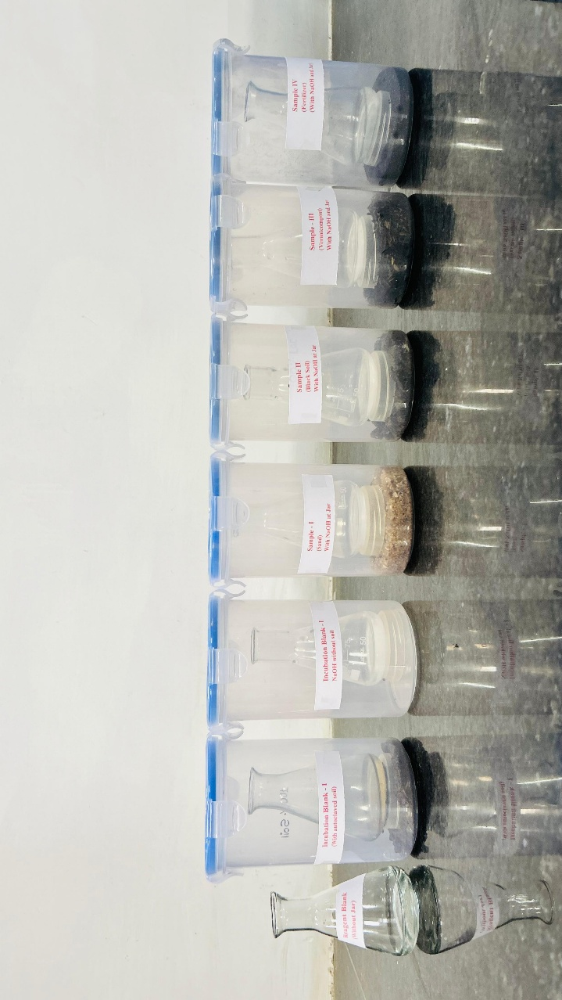 Reagent Blank
(Without Jar)
Incubation Blank - I
(With autoclaved soil)
Incubation Blank - I
NaOH without soil
Sample - I
(Sand)
With NaOH at Jar
Sample II
(Black Soil)
With NaOH at Jar
Sample - III
(Vermicompost)
With NaOH and Jar
Sample IV
(Fertilizer)
(With NaOH and Jar)
Soil
50